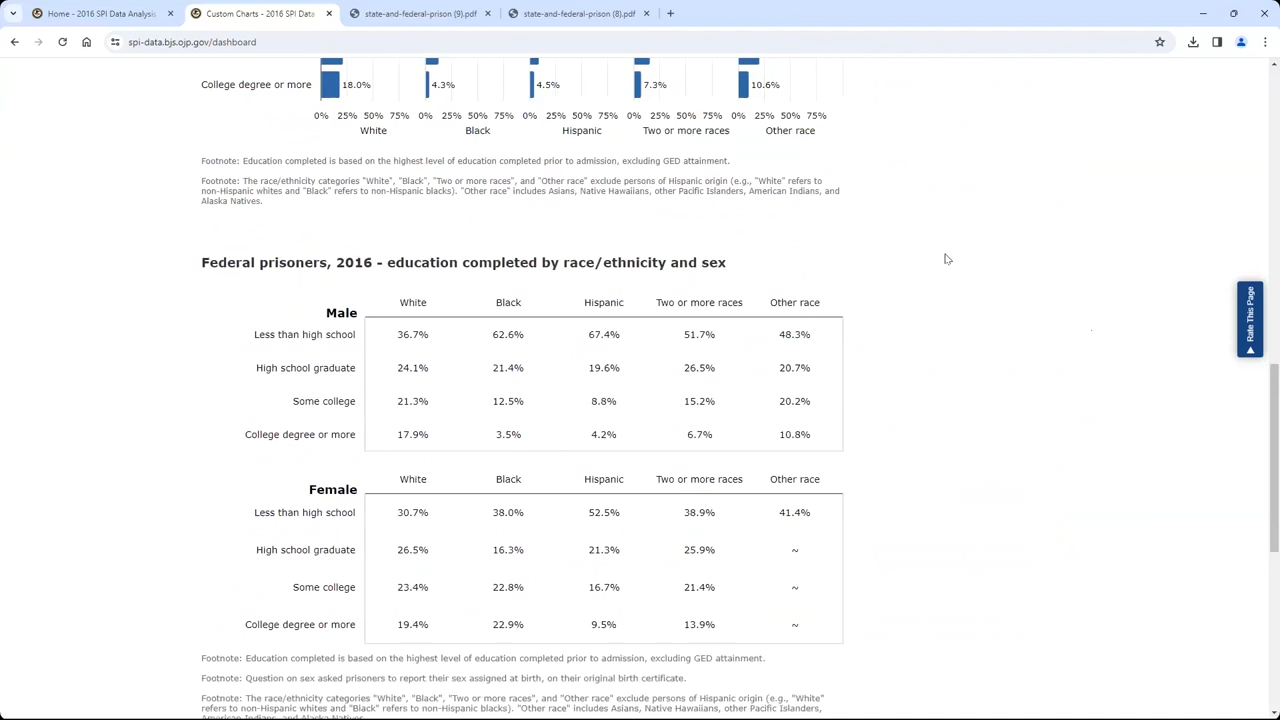 Home - 2016 SPI Data Analysis
Custom Charts - 2016 SPI Data
state-and-federal-prison (9).pdf
state-and-federal-prison (8).pdf
spi-data.bjs.ojp.gov/dashboard
College degree or more 18.0% 4.3% 4.5% 7.3% 10.6%
0% 25% 50% 75% 0% 25% 50% 75% 0% 25% 50% 75% 0% 25% 50% 75% 0% 25% 50% 75%
White Black Hispanic Two or more races Other race
Footnote: Education completed is based on the highest level of education completed prior to admission, excluding GED attainment.
Footnote: The race/ethnicity categories "White", "Black", "Two or more races", and "Other race" exclude persons of Hispanic origin (e.g., "White" refers to
non-Hispanic whites and "Black" refers to non-Hispanic blacks). "Other race" includes Asians, Native Hawaiians, other Pacific Islanders, American Indians, and
Alaska Natives.
Federal prisoners, 2016 - education completed by race/ethnicity and sex
White Black Hispanic Two or more races Other race
Male
Less than high school 36.7% 62.6% 67.4% 51.7% 48.3%
High school graduate 24.1% 21.4% 19.6% 26.5% 20.7%
Some college 21.3% 12.5% 8.8% 15.2% 20.2%
College degree or more 17.9% 3.5% 4.2% 6.7% 10.8%
White Black Hispanic Two or more races Other race
Female
Less than high school 30.7% 38.0% 52.5% 38.9% 41.4%
High school graduate 26.5% 16.3% 21.3% 25.9% ~
Some college 23.4% 22.8% 16.7% 21.4% ~
College degree or more 19.4% 22.9% 9.5% 13.9% ~
Footnote: Education completed is based on the highest level of education completed prior to admission, excluding GED attainment.
Footnote: Question on sex asked prisoners to report their sex assigned at birth, on their original birth certificate.
Footnote: The race/ethnicity categories "White", "Black", "Two or more races", and "Other race" exclude persons of Hispanic origin (e.g., "White"
refers to non-Hispanic whites and "Black" refers to non-Hispanic blacks). "Other race" includes Asians, Native Hawaiians, other Pacific Islanders,
American Indians, and Alaska Natives.
Rate This Page